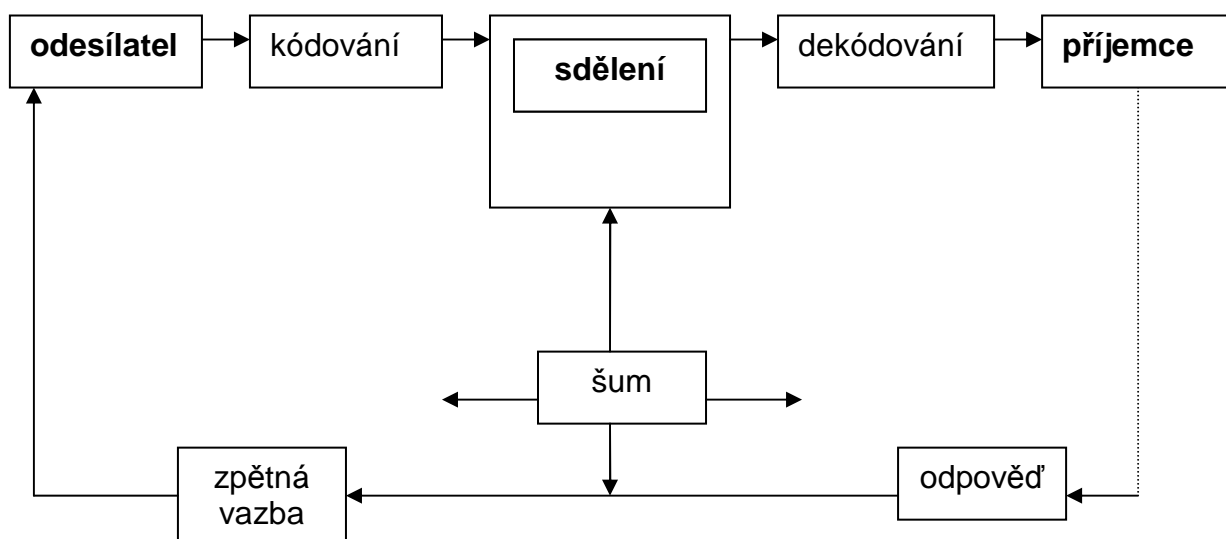 odesílatel
kódování
sdělení
dekódování
příjemce
šum
zpětná
vazba
odpověď